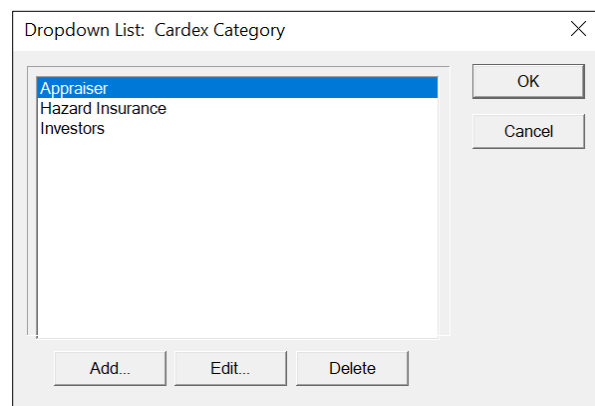 Dropdown List: Cardex Category
Appraiser
Hazard Insurance
Investors
OK
Cancel
Add...
Edit...
Delete